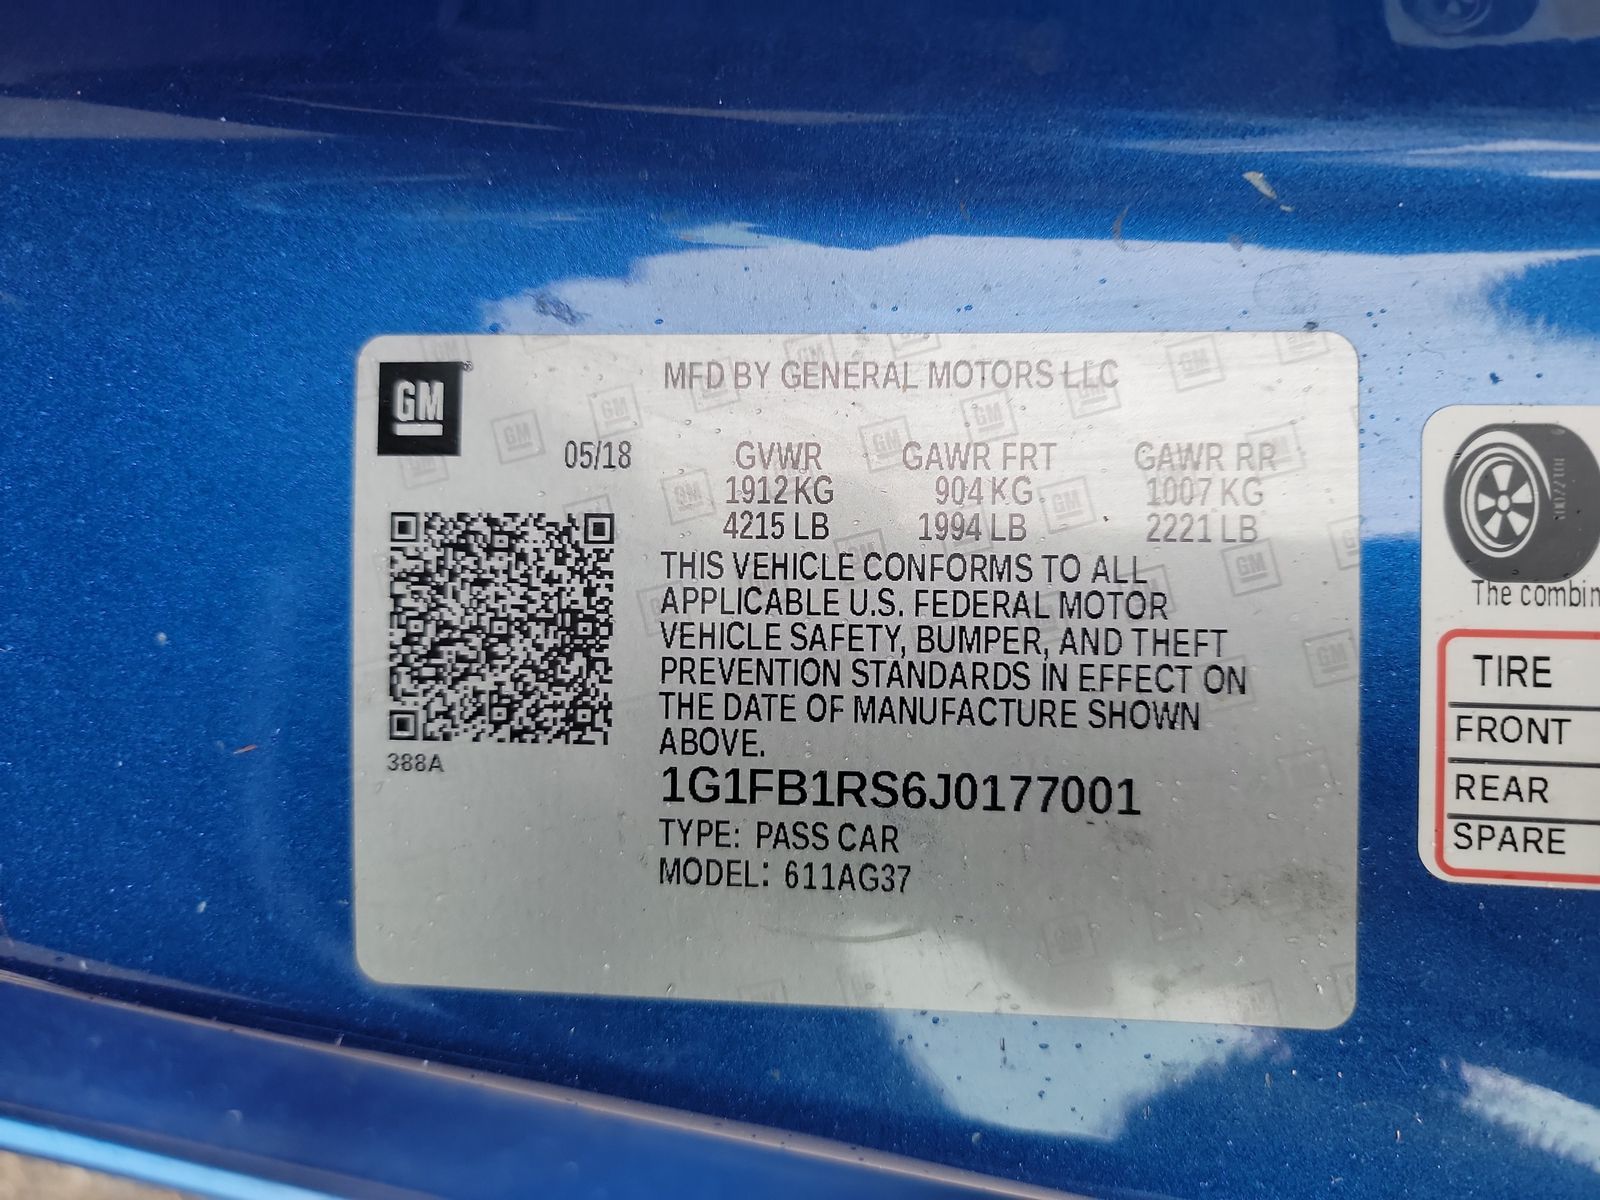 GM
MFD BY GENERAL MOTORS LLC
05/18
GVWR GAWR FRT GAWR RR
1912 KG 904 KG 1007 KG
4215 LB 1994 LB 2221 LB
THIS VEHICLE CONFORMS TO ALL
APPLICABLE U.S. FEDERAL MOTOR
VEHICLE SAFETY, BUMPER, AND THEFT
PREVENTION STANDARDS IN EFFECT ON
THE DATE OF MANUFACTURE SHOWN
ABOVE.
388A
1G1FB1RS6J0177001
TYPE: PASS CAR
MODEL: 611AG37
The combin
TIRE
FRONT
REAR
SPARE